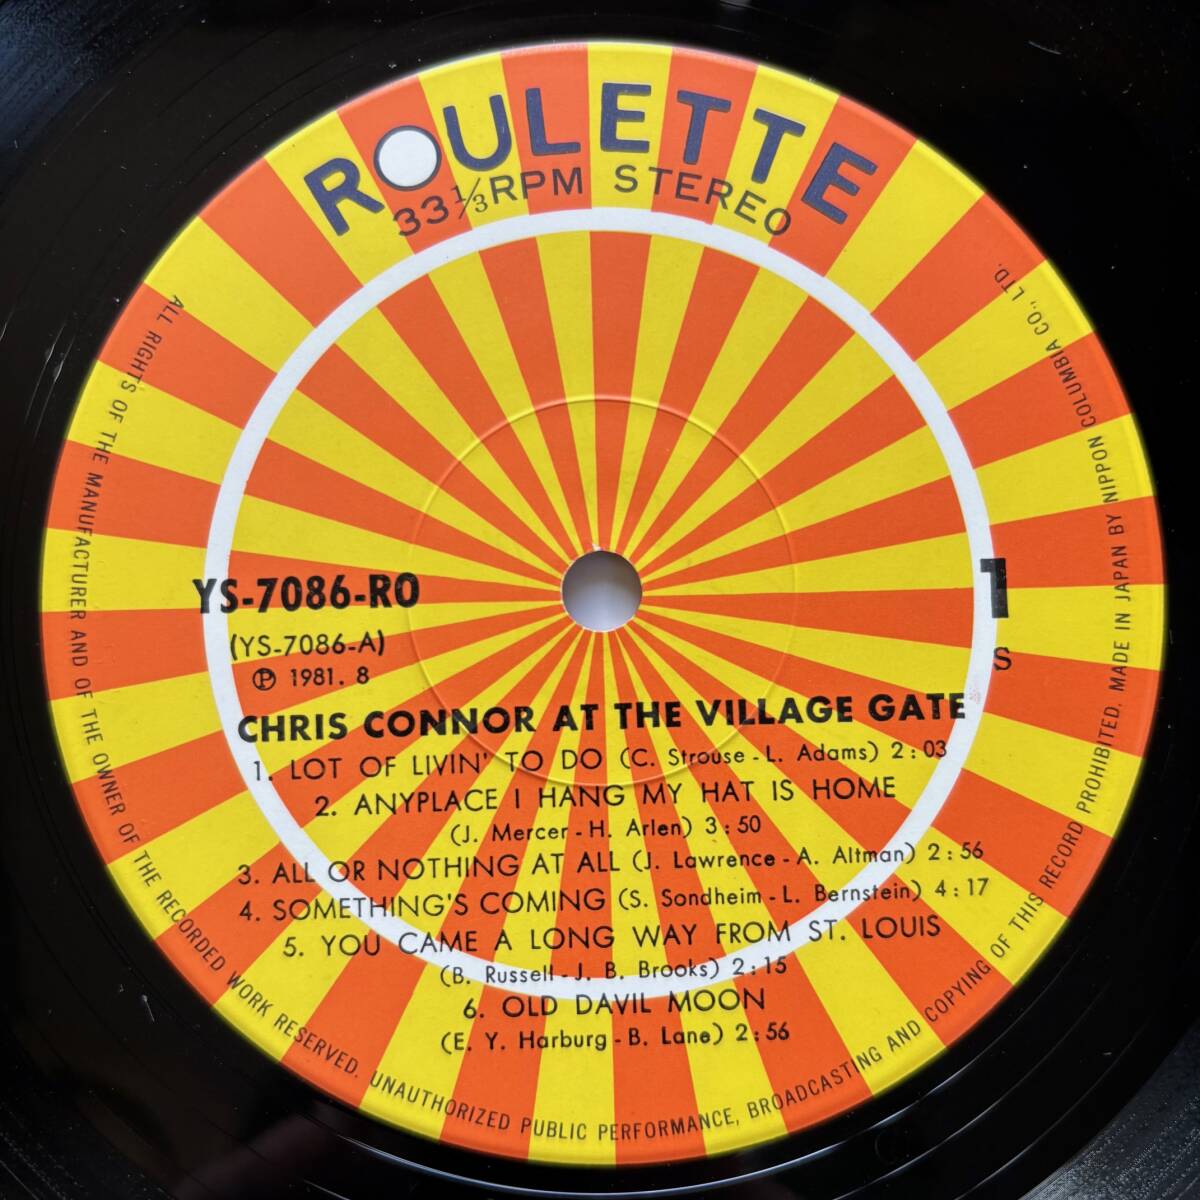 ROULETTE
33 1/3 RPM STEREO
YS-7086-RO
(YS-7086-A)
Ⓟ 1981. 8
1
S
CHRIS CONNOR AT THE VILLAGE GATE
1. LOT OF LIVIN' TO DO (C. Strouse - L. Adams) 2:03
2. ANYPLACE I HANG MY HAT IS HOME
(J. Mercer - H. Arlen) 3:50
3. ALL OR NOTHING AT ALL (J. Lawrence - A. Altman) 2:56
4. SOMETHING'S COMING (S. Sondheim - L. Bernstein) 4:17
5. YOU CAME A LONG WAY FROM ST. LOUIS
(B. Russell - J. B. Brooks) 2:15
6. OLD DAVIL MOON
(E. Y. Harburg - B. Lane) 2:56
ALL RIGHTS OF THE MANUFACTURER AND OF THE OWNER OF THE RECORDED WORK RESERVED. UNAUTHORIZED PUBLIC PERFORMANCE, BROADCASTING AND COPYING OF THIS RECORD PROHIBITED. MADE IN JAPAN BY NIPPON COLUMBIA CO., LTD.